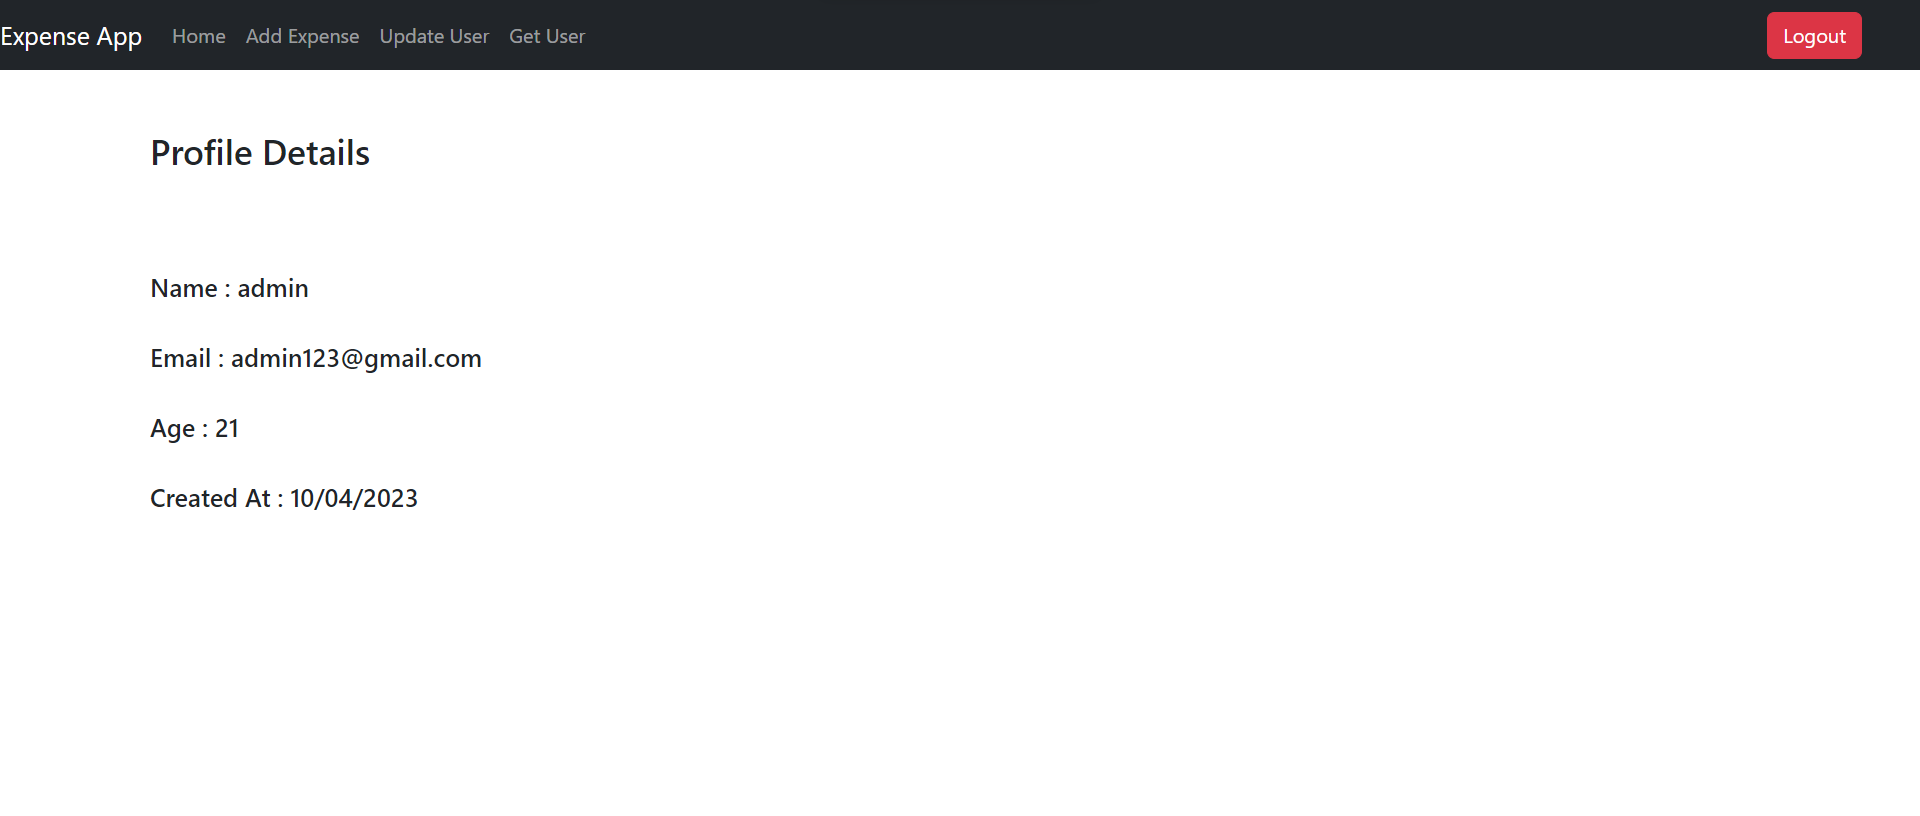 Expense App Home Add Expense Update User Get User Logout
Profile Details
Name : admin
Email : admin123@gmail.com
Age : 21
Created At : 10/04/2023